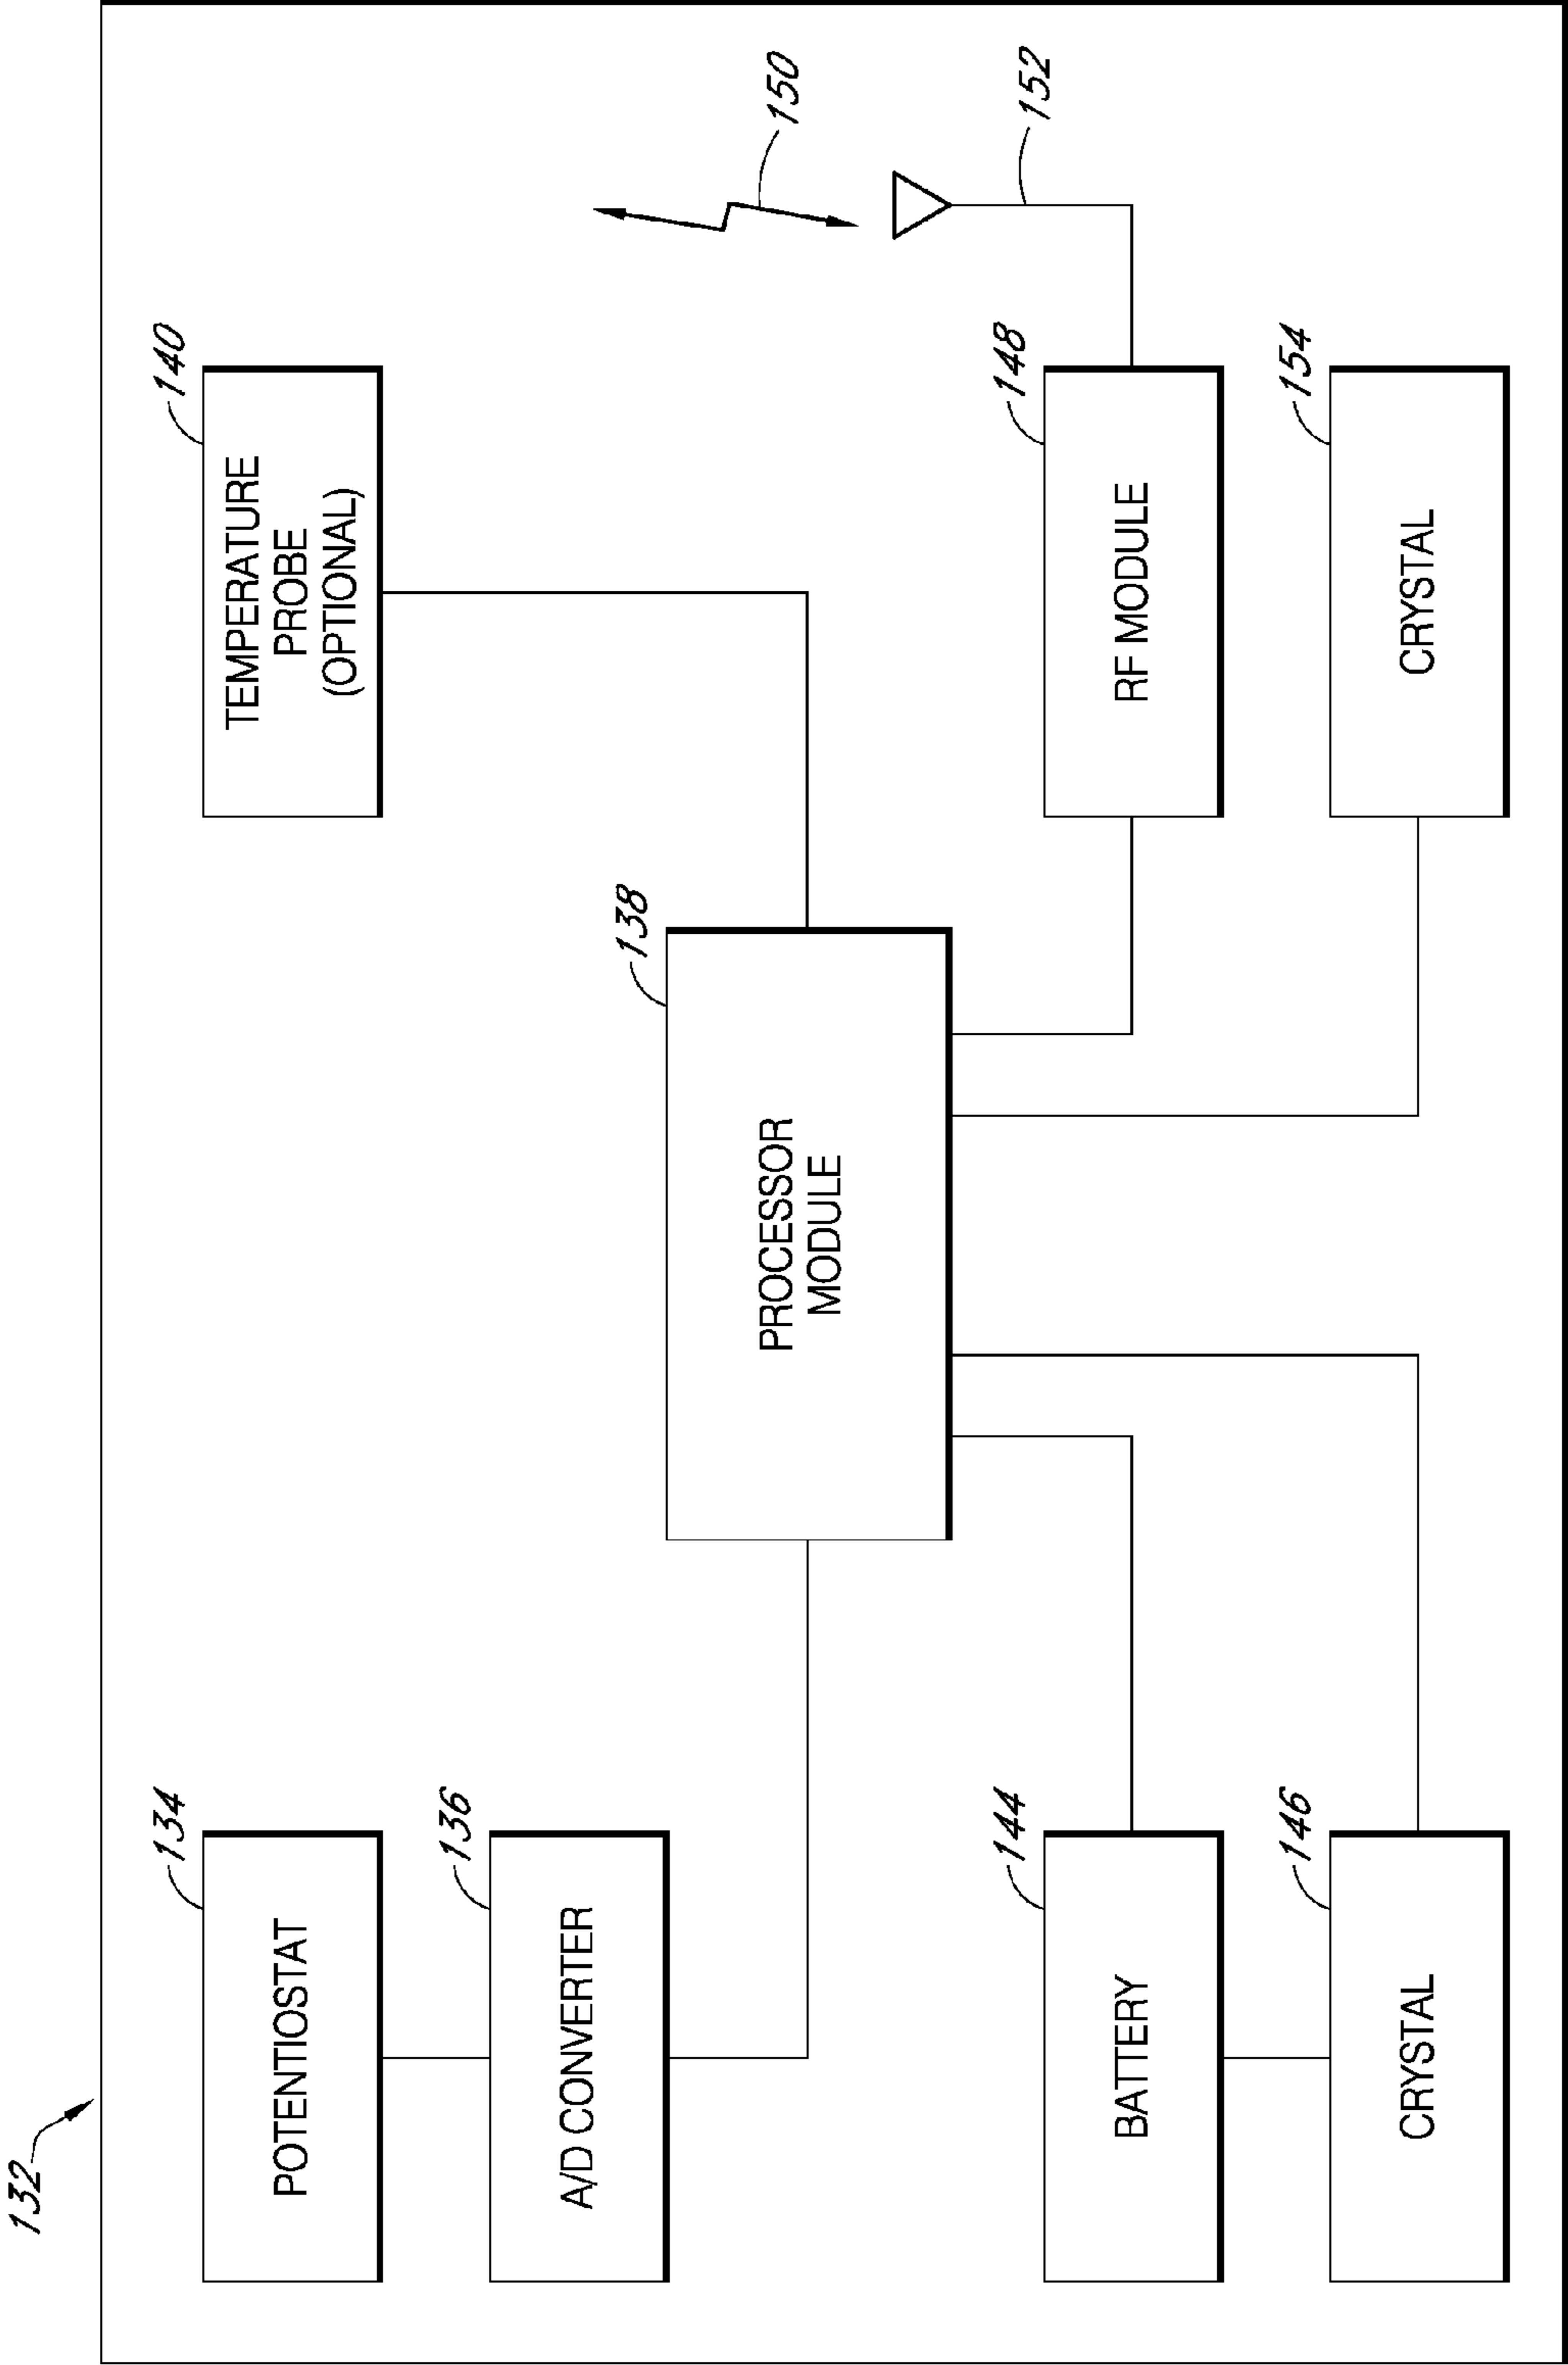 132
134
POTENTIOSTAT
140
TEMPERATURE
PROBE
(OPTIONAL)
136
A/D CONVERTER
138
PROCESSOR
MODULE
150
152
144
BATTERY
148
RF MODULE
146
CRYSTAL
154
CRYSTAL